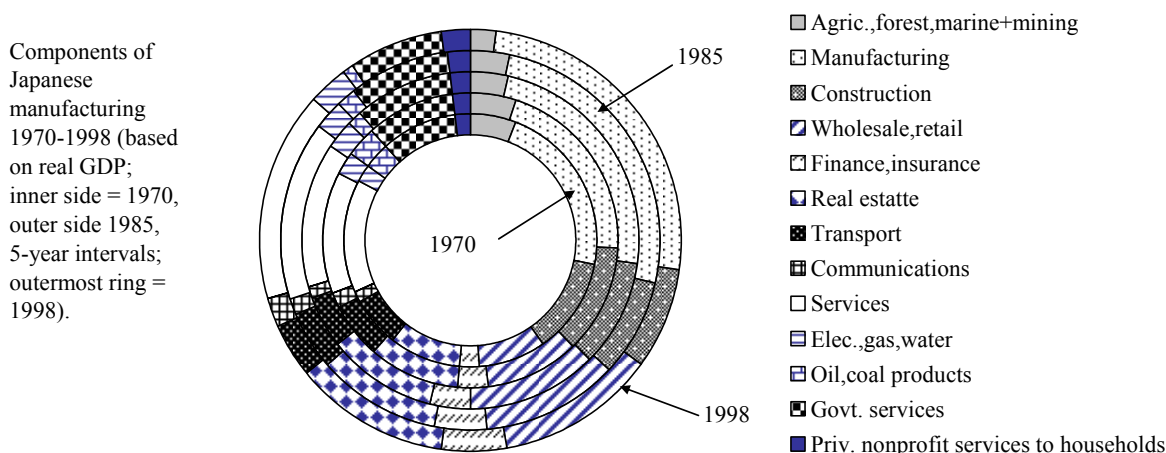 Components of
Japanese
manufacturing
1970-1998 (based
on real GDP;
inner side = 1970,
outer side 1985,
5-year intervals;
outermost ring =
1998).
1985
1970
1998
Agric.,forest,marine+mining
Manufacturing
Construction
Wholesale,retail
Finance,insurance
Real estatte
Transport
Communications
Services
Elec.,gas,water
Oil,coal products
Govt. services
Priv. nonprofit services to households